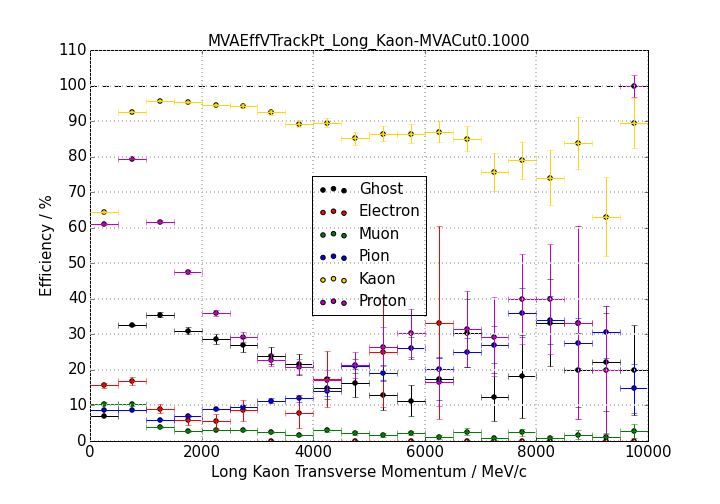 MVAEffVTrackPt_Long_Kaon-MVACut0.1000
110
100
90
80
70
60
50
40
30
20
10
0
Efficiency / %
Ghost
Electron
Muon
Pion
Kaon
Proton
0 2000 4000 6000 8000 10000
Long Kaon Transverse Momentum / MeV/c